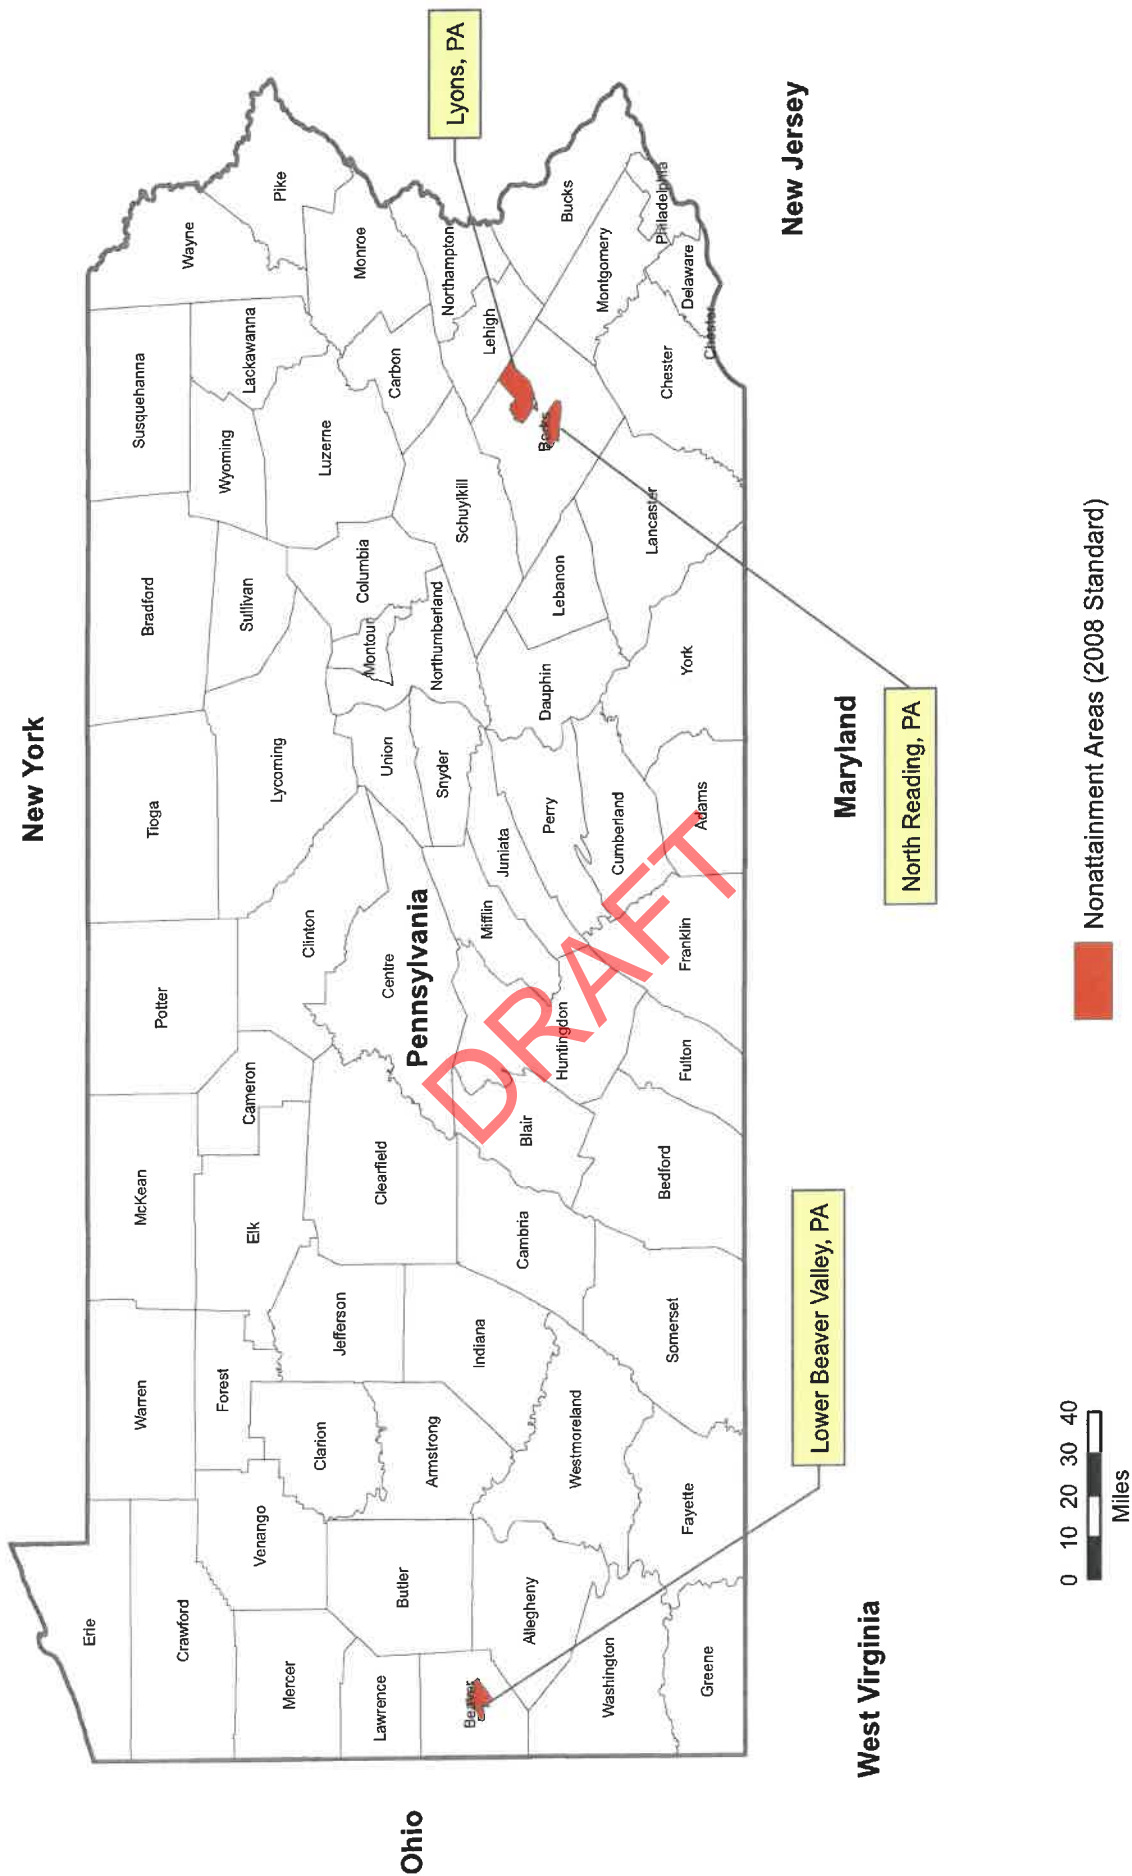 New York
Ohio
Pennsylvania
West Virginia
Maryland
New Jersey
Erie
Crawford
Warren
McKean
Potter
Tioga
Bradford
Susquehanna
Wayne
Mercer
Venango
Forest
Elk
Cameron
Clinton
Lycoming
Sullivan
Wyoming
Lackawanna
Pike
Lawrence
Butler
Clarion
Jefferson
Clearfield
Centre
Union
Montour
Columbia
Luzerne
Monroe
Carbon
Beaver
Armstrong
Indiana
Cambria
Blair
Huntingdon
Mifflin
Juniata
Snyder
Northumberland
Schuylkill
Lehigh
Northampton
Allegheny
Westmoreland
Perry
Dauphin
Lebanon
Berks
Montgomery
Bucks
Washington
Greene
Fayette
Somerset
Bedford
Fulton
Franklin
Cumberland
Adams
York
Lancaster
Chester
Delaware
Philadelphia
Chester
Lyons, PA
North Reading, PA
Lower Beaver Valley, PA
DRAFT
0 10 20 30 40
Miles
Nonattainment Areas (2008 Standard)